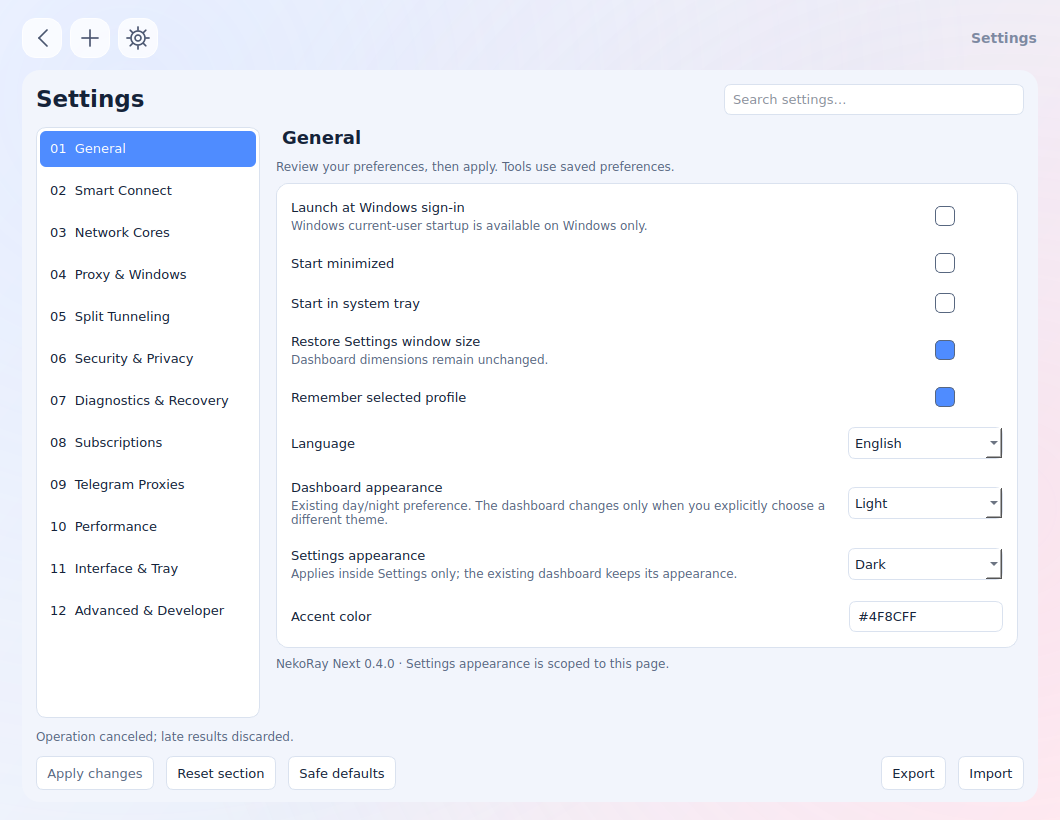 Settings
Settings
Search settings...
01 General
02 Smart Connect
03 Network Cores
04 Proxy & Windows
05 Split Tunneling
06 Security & Privacy
07 Diagnostics & Recovery
08 Subscriptions
09 Telegram Proxies
10 Performance
11 Interface & Tray
12 Advanced & Developer
General
Review your preferences, then apply. Tools use saved preferences.
Launch at Windows sign-in
Windows current-user startup is available on Windows only.
Start minimized
Start in system tray
Restore Settings window size
Dashboard dimensions remain unchanged.
Remember selected profile
Language
English
Dashboard appearance
Existing day/night preference. The dashboard changes only when you explicitly choose a
different theme.
Light
Settings appearance
Applies inside Settings only; the existing dashboard keeps its appearance.
Dark
Accent color
#4F8CFF
NekoRay Next 0.4.0 · Settings appearance is scoped to this page.
Operation canceled; late results discarded.
Apply changes
Reset section
Safe defaults
Export
Import